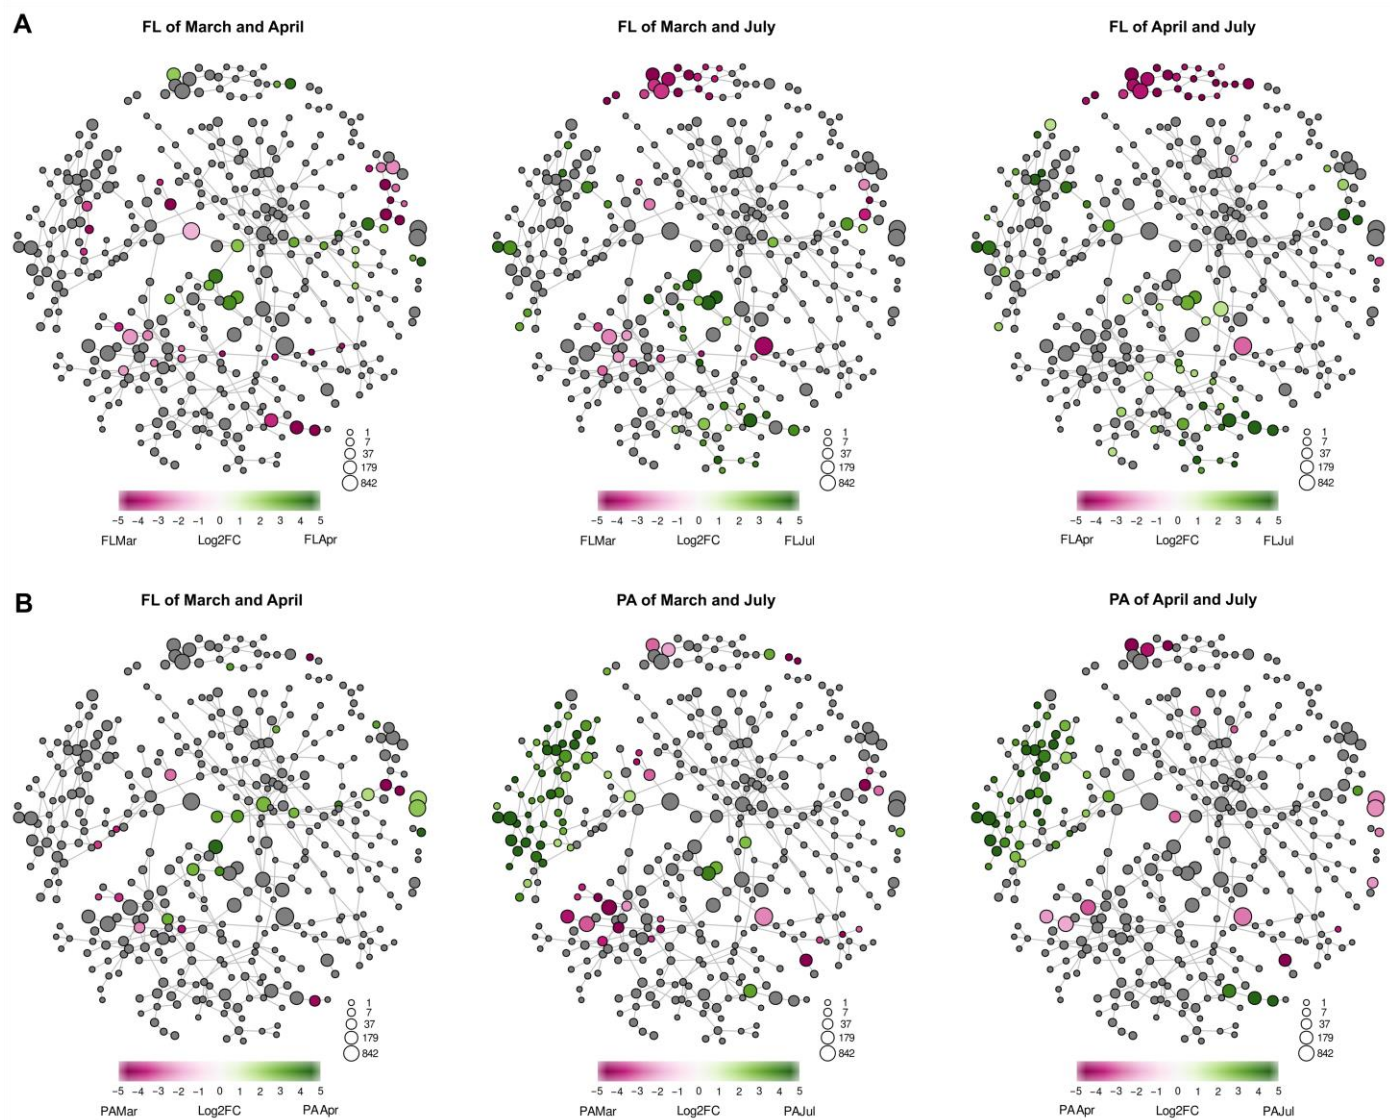 A
FL of March and April
FL of March and July
FL of April and July
1
7
37
179
842
1
7
37
179
842
1
7
37
179
842
−5 −4 −3 −2 −1 0 1 2 3 4 5
−5 −4 −3 −2 −1 0 1 2 3 4 5
−5 −4 −3 −2 −1 0 1 2 3 4 5
FLMar Log2FC FLApr
FLMar Log2FC FLJul
FLApr Log2FC FLJul
B
FL of March and April
PA of March and July
PA of April and July
1
7
37
179
842
1
7
37
179
842
1
7
37
179
842
−5 −4 −3 −2 −1 0 1 2 3 4 5
−5 −4 −3 −2 −1 0 1 2 3 4 5
−5 −4 −3 −2 −1 0 1 2 3 4 5
PAMar Log2FC PAApr
PAMar Log2FC PAJul
PAApr Log2FC PAJul